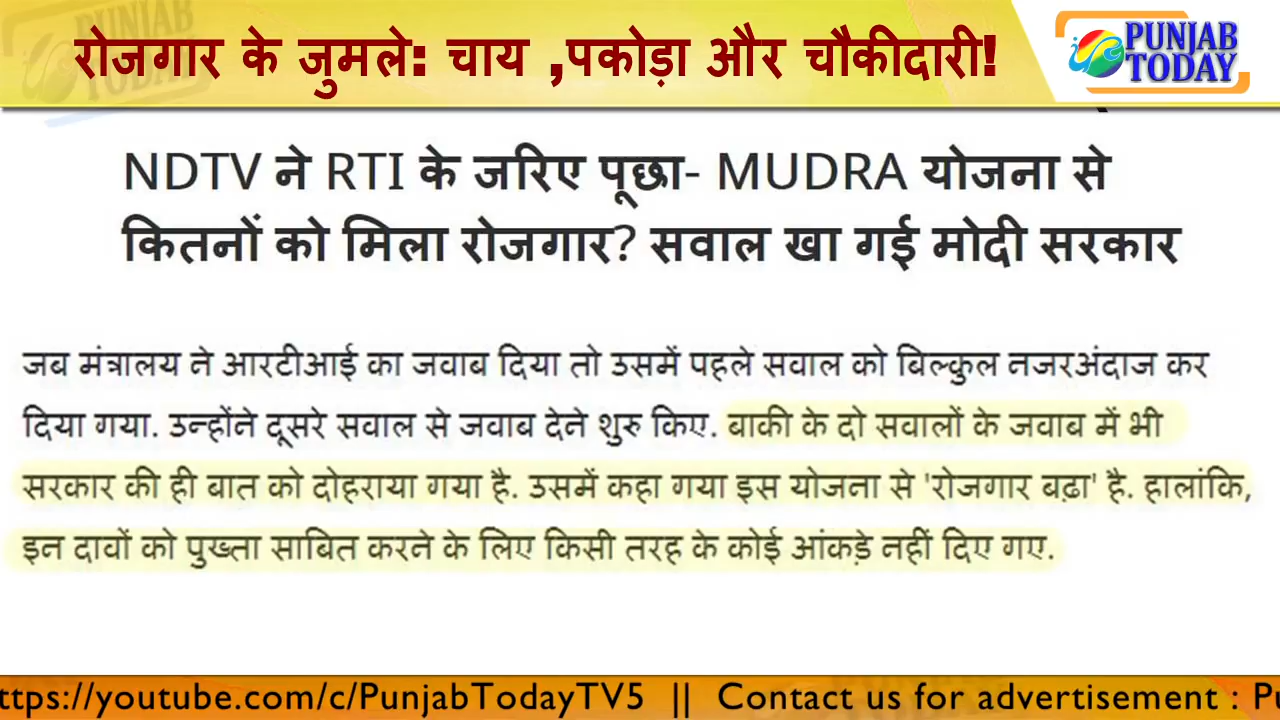 रोजगार के जुमले: चाय ,पकोड़ा और चौकीदारी!
PUNJAB
TODAY
NDTV ने RTI के जरिए पूछा- MUDRA योजना से
कितनों को मिला रोजगार? सवाल खा गई मोदी सरकार
जब मंत्रालय ने आरटीआई का जवाब दिया तो उसमें पहले सवाल को बिल्कुल नजरअंदाज कर
दिया गया. उन्होंने दूसरे सवाल से जवाब देने शुरु किए. बाकी के दो सवालों के जवाब में भी
सरकार की ही बात को दोहराया गया है. उसमें कहा गया इस योजना से 'रोजगार बढ़ा' है. हालांकि,
इन दावों को पुख्ता साबित करने के लिए किसी तरह के कोई आंकड़े नहीं दिए गए.
ttps://youtube.com/c/PunjabTodayTV5 || Contact us for advertisement : Pu